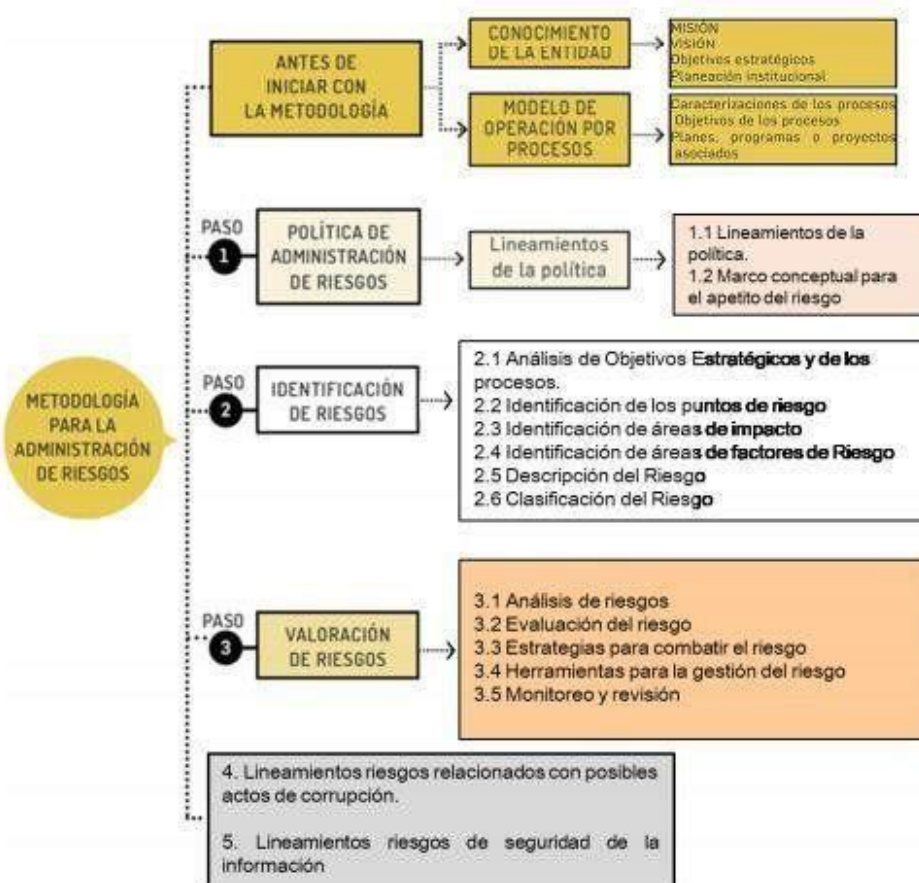 METODOLOGÍA
PARA LA
ADMINISTRACIÓN
DE RIESGOS
ANTES DE
INICIAR CON
LA METODOLOGÍA
CONOCIMIENTO
DE LA ENTIDAD
MISIÓN
VISIÓN
Objetivos estratégicos
Planeación institucional
MODELO DE
OPERACIÓN POR
PROCESOS
Caracterizaciones de los procesos
Objetivos de los procesos
Planes, programas o proyectos
asociados
PASO
1
POLÍTICA DE
ADMINISTRACIÓN
DE RIESGOS
Lineamientos
de la política
1.1 Lineamientos de la
política.
1.2 Marco conceptual para
el apetito del riesgo
PASO
2
IDENTIFICACIÓN
DE RIESGOS
2.1 Análisis de Objetivos Estratégicos y de los
procesos.
2.2 Identificación de los puntos de riesgo
2.3 Identificación de áreas de impacto
2.4 Identificación de áreas de factores de Riesgo
2.5 Descripción del Riesgo
2.6 Clasificación del Riesgo
PASO
3
VALORACIÓN
DE RIESGOS
3.1 Análisis de riesgos
3.2 Evaluación del riesgo
3.3 Estrategias para combatir el riesgo
3.4 Herramientas para la gestión del riesgo
3.5 Monitoreo y revisión
4. Lineamientos riesgos relacionados con posibles
actos de corrupción.
5. Lineamientos riesgos de seguridad de la
información